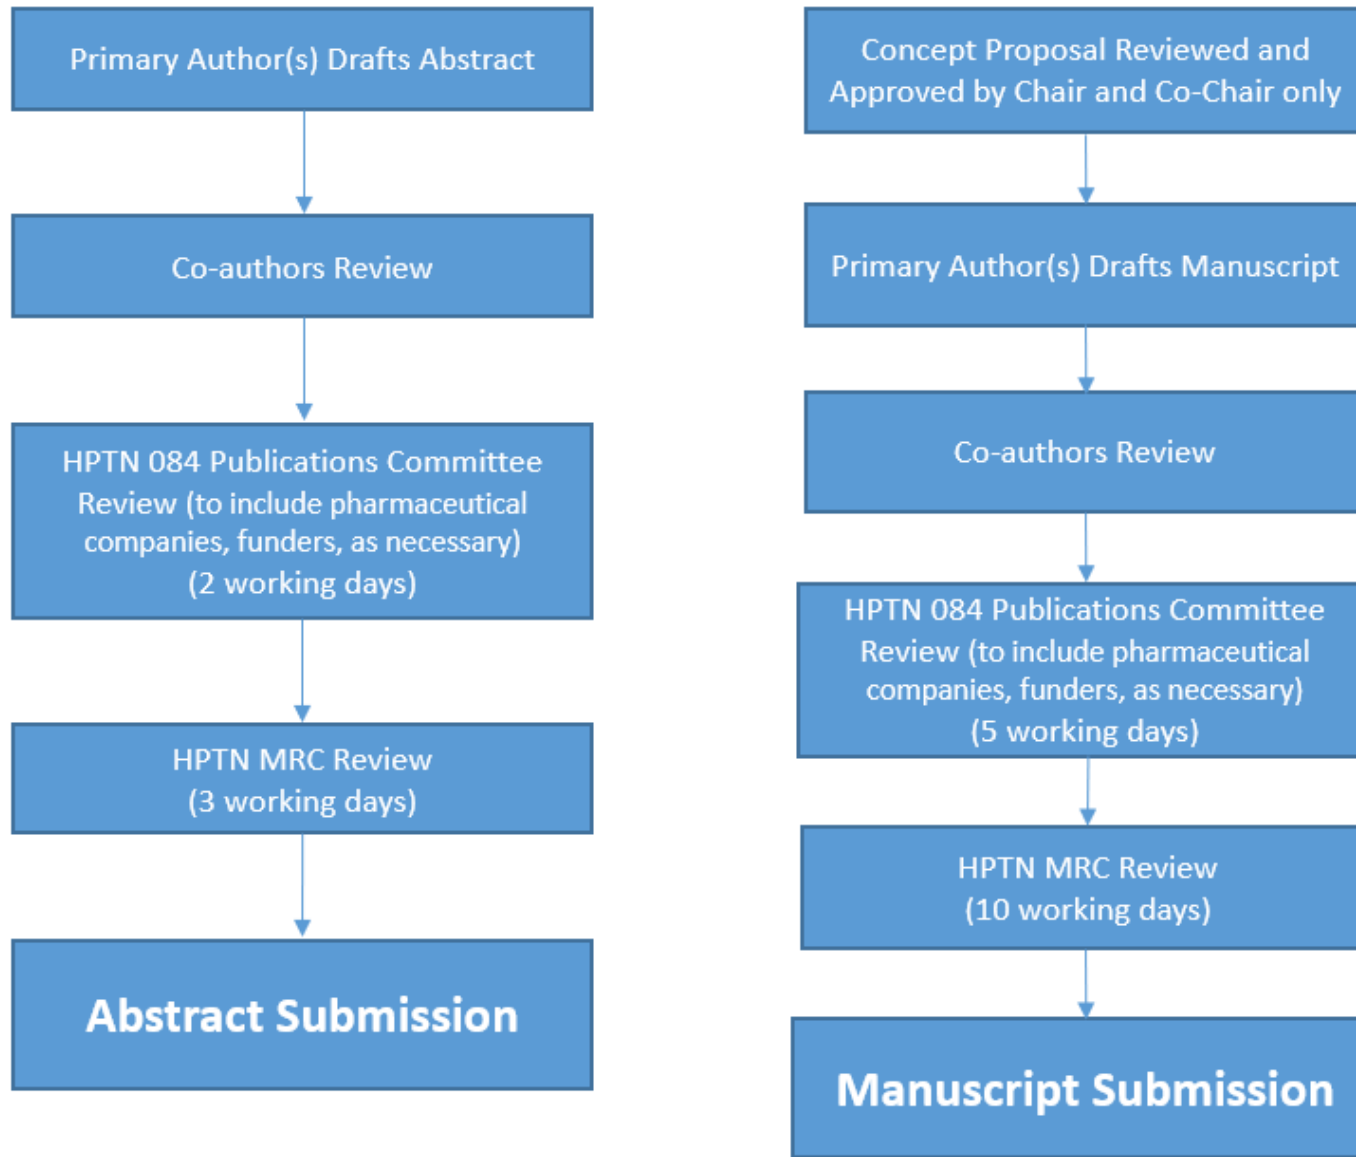 Primary Author(s) Drafts Abstract
Co-authors Review
HPTN 084 Publications Committee
Review (to include pharmaceutical
companies, funders, as necessary)
(2 working days)
HPTN MRC Review
(3 working days)
Abstract Submission
Concept Proposal Reviewed and
Approved by Chair and Co-Chair only
Primary Author(s) Drafts Manuscript
Co-authors Review
HPTN 084 Publications Committee
Review (to include pharmaceutical
companies, funders, as necessary)
(5 working days)
HPTN MRC Review
(10 working days)
Manuscript Submission